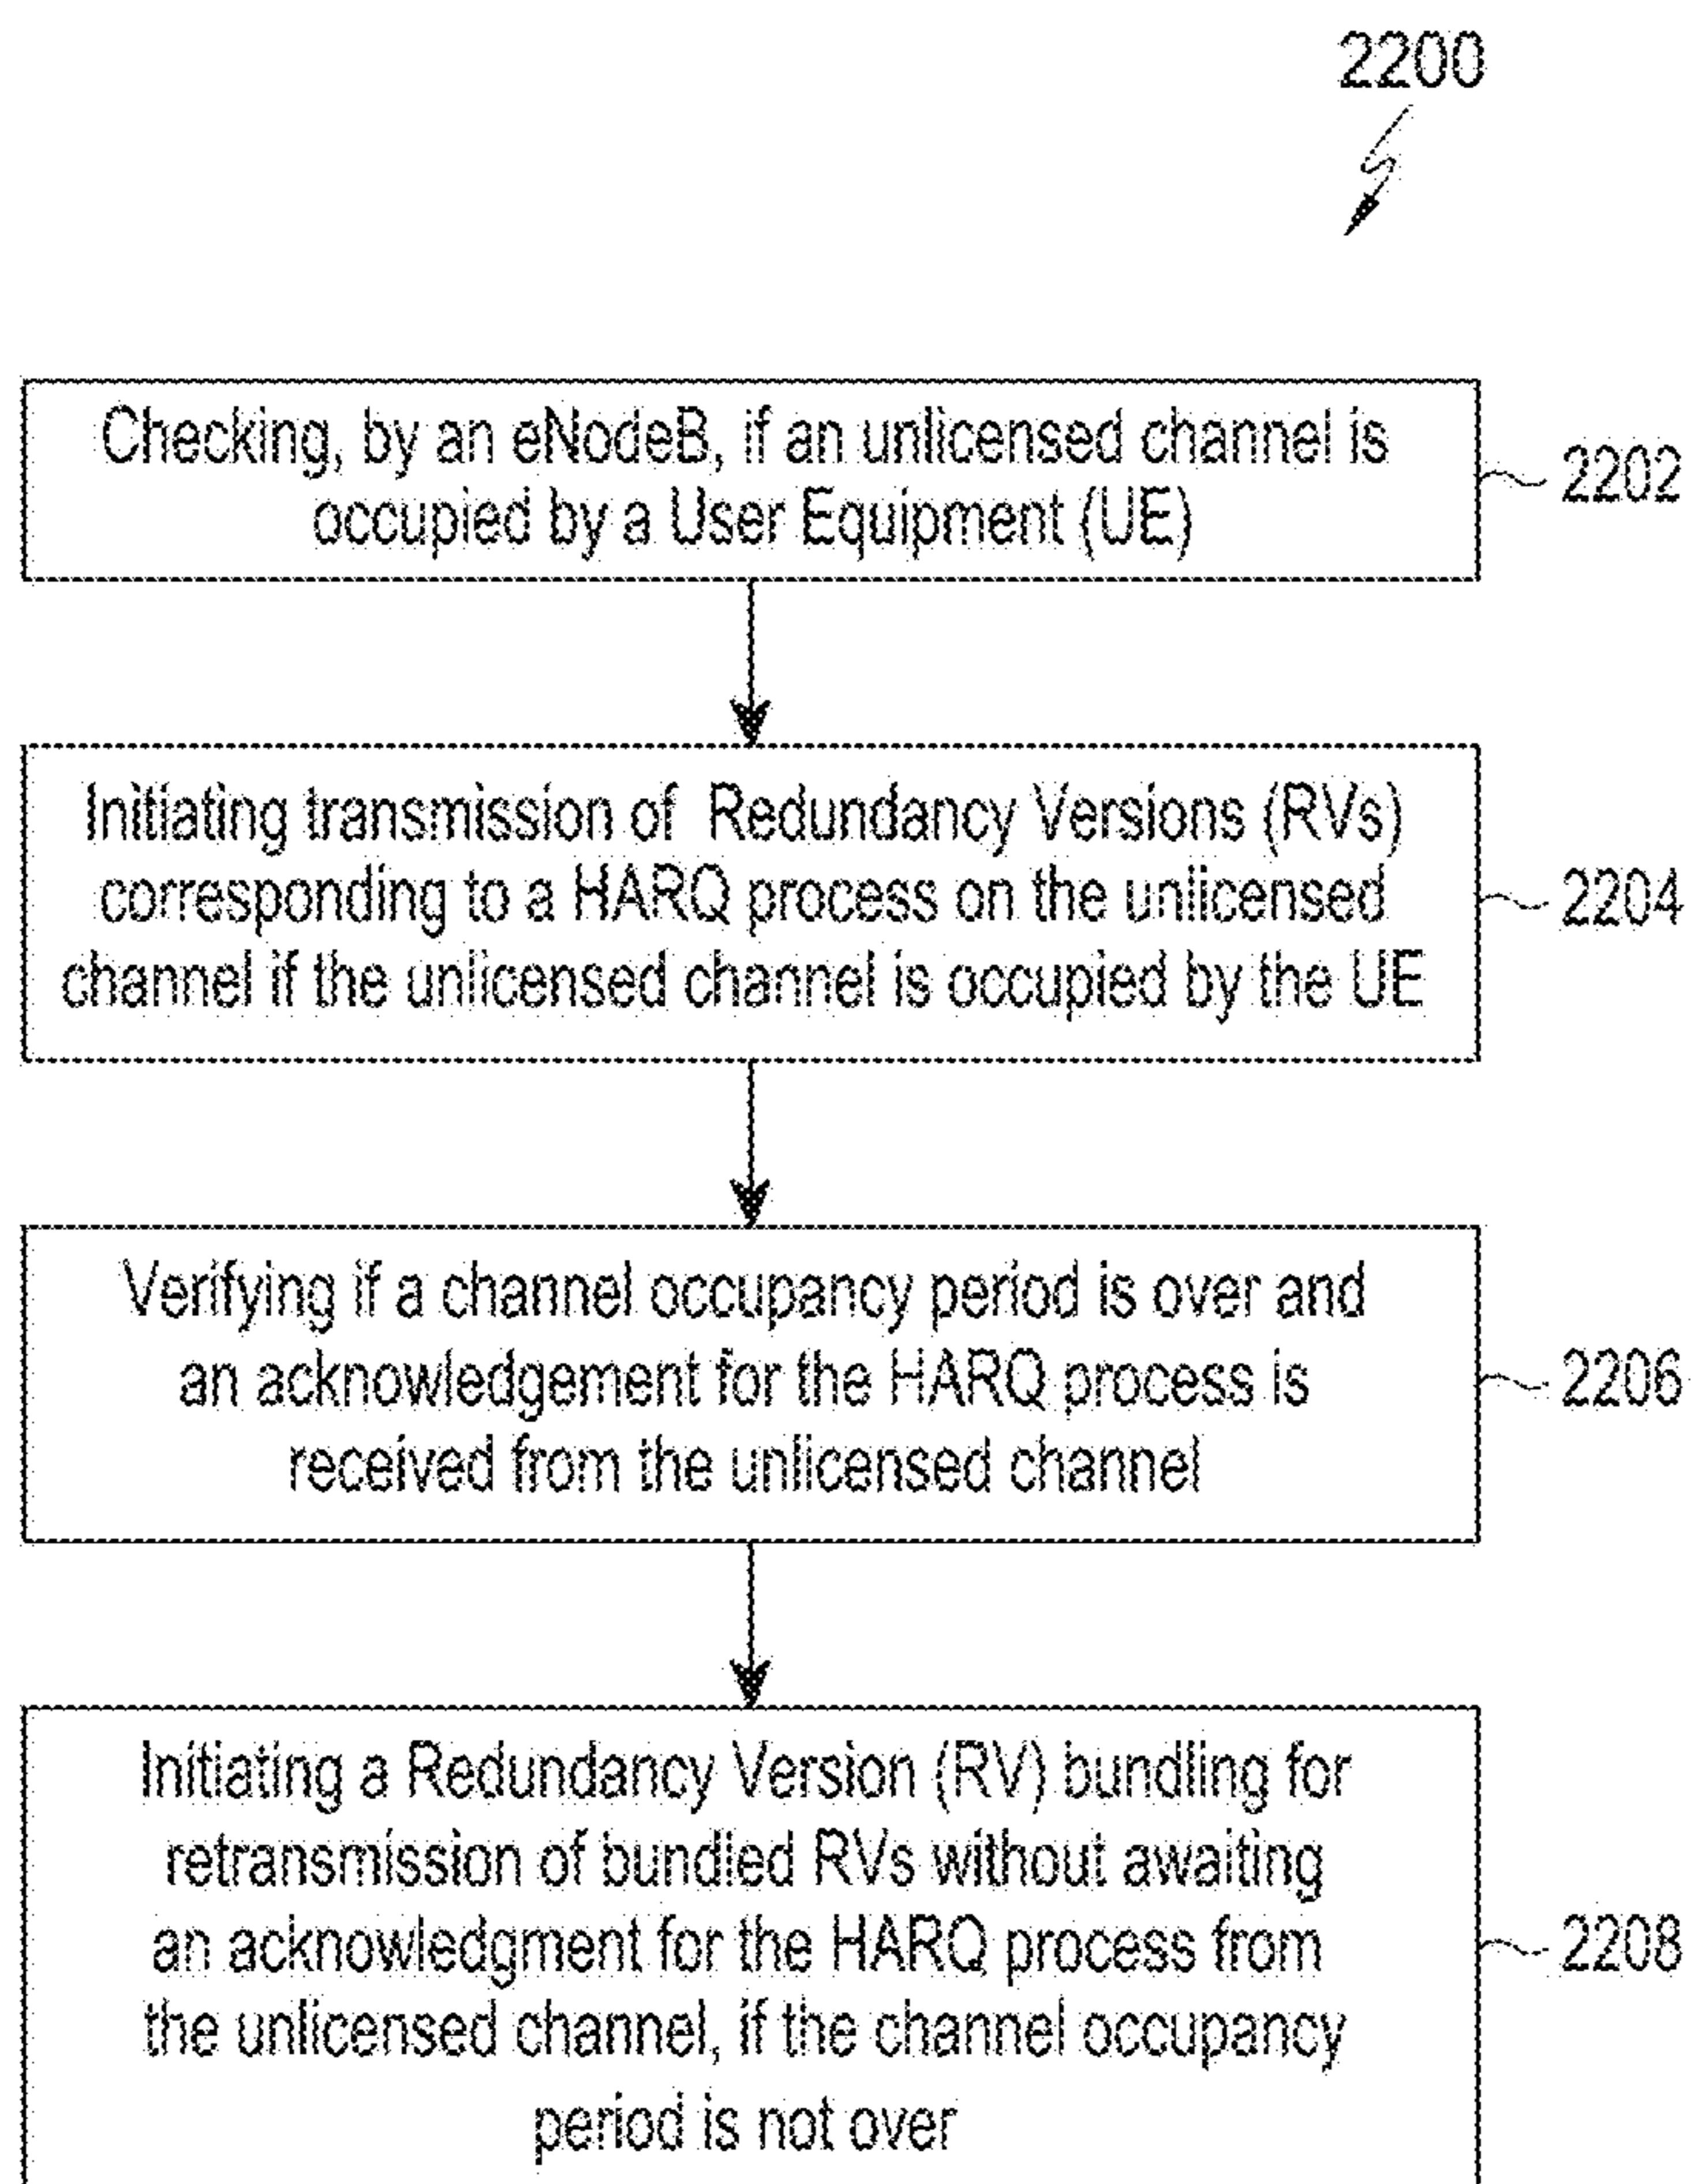 2200
Checking, by an eNodeB, if an unlicensed channel is
occupied by a User Equipment (UE)
2202
Initiating transmission of Redundancy Versions (RVs)
corresponding to a HARQ process on the unlicensed
channel if the unlicensed channel is occupied by the UE
2204
Verifying if a channel occupancy period is over and
an acknowledgement for the HARQ process is
received from the unlicensed channel
2206
Initiating a Redundancy Version (RV) bundling for
retransmission of bundled RVs without awaiting
an acknowledgment for the HARQ process from
the unlicensed channel, if the channel occupancy
period is not over
2208